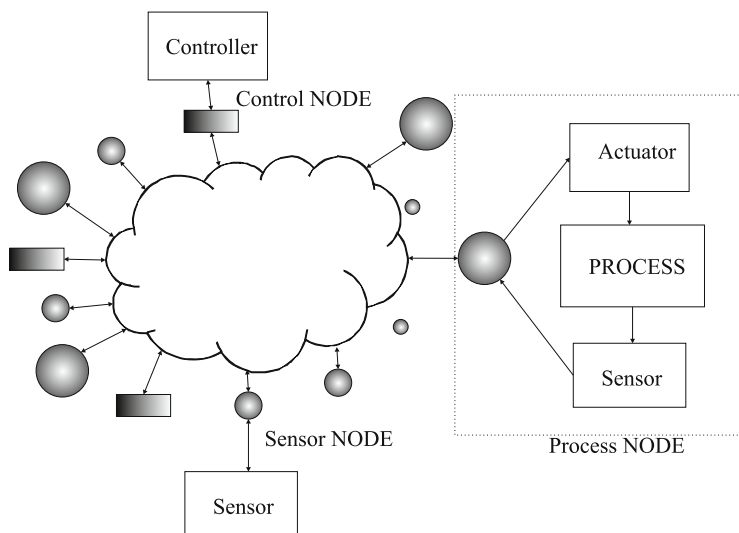 Controller
Control NODE
Actuator
PROCESS
Sensor
Process NODE
Sensor NODE
Sensor